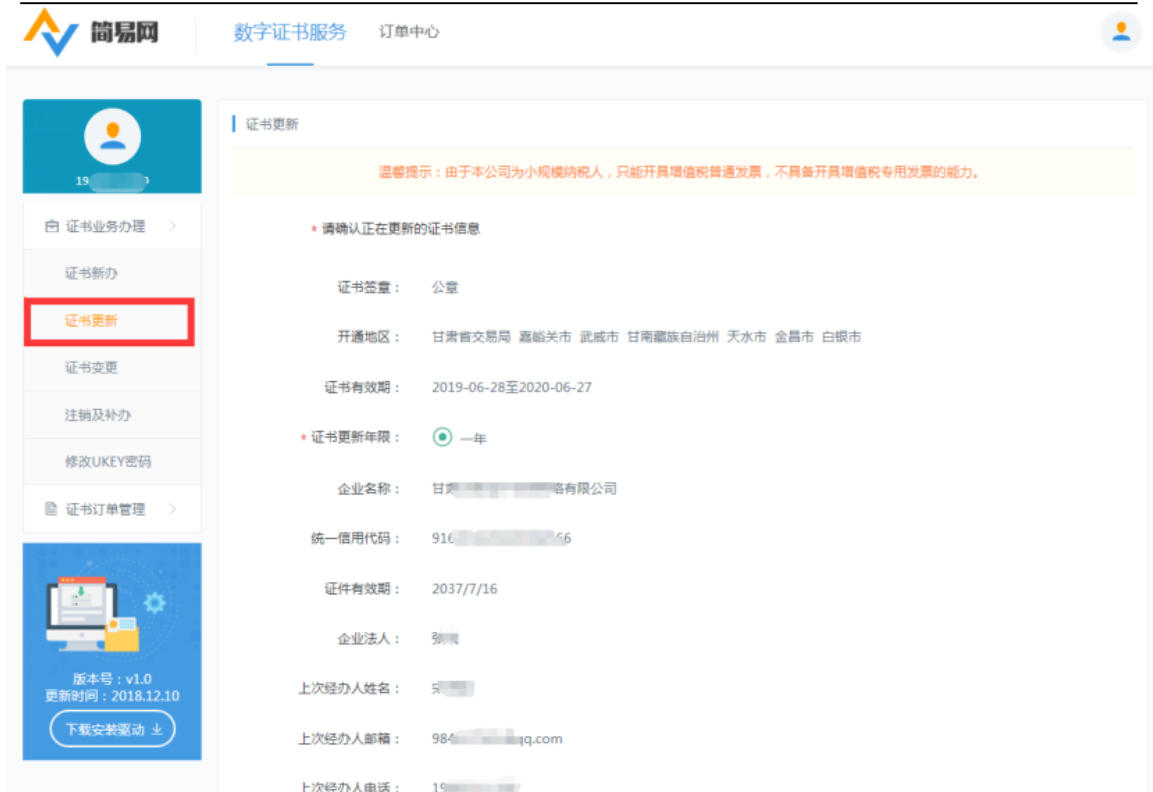 简易网
数字证书服务 订单中心
19
证书业务办理
证书新办
证书更新
证书变更
注销及补办
修改UKEY密码
证书订单管理
版本号：v1.0
更新时间：2018.12.10
下载安装驱动
证书更新
温馨提示：由于本公司为小规模纳税人，只能开具增值税普通发票，不具备开具增值税专用发票的能力。
* 请确认正在更新的证书信息
证书签章： 公章
开通地区： 甘肃省交易局 嘉峪关市 武威市 甘南藏族自治州 天水市 金昌市 白银市
证书有效期： 2019-06-28至2020-06-27
* 证书更新年限： 一年
企业名称： 甘 有限公司
统一信用代码： 916 66
证件有效期： 2037/7/16
企业法人：
上次经办人姓名：
上次经办人邮箱： 984 qq.com
上次经办人电话： 19